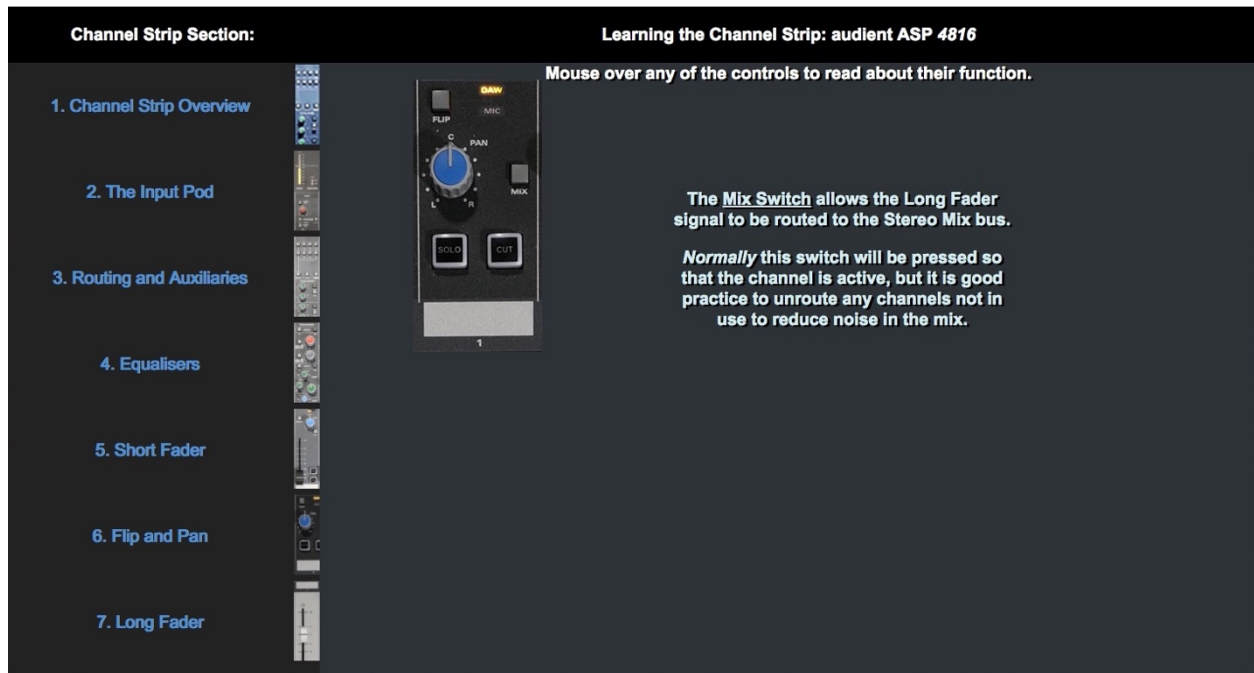 Channel Strip Section:
Learning the Channel Strip: audient ASP 4816
Mouse over any of the controls to read about their function.
1. Channel Strip Overview
2. The Input Pod
3. Routing and Auxiliaries
4. Equalisers
5. Short Fader
6. Flip and Pan
7. Long Fader
DAW
MIC
FLIP
C
PAN
MIX
L
R
SOLO
CUT
1
The Mix Switch allows the Long Fader
signal to be routed to the Stereo Mix bus.
Normally this switch will be pressed so
that the channel is active, but it is good
practice to unroute any channels not in
use to reduce noise in the mix.